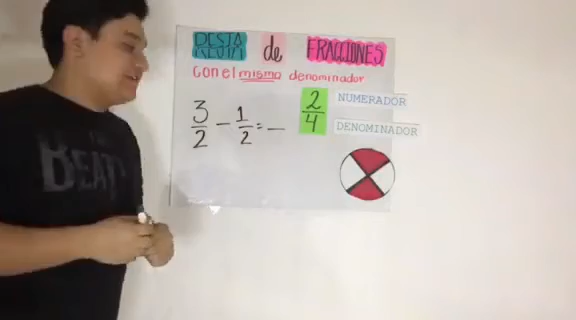 RESTA de FRACCIONES
con el mismo denominador
3/2 - 1/2 = _
2/4
NUMERADOR
DENOMINADOR